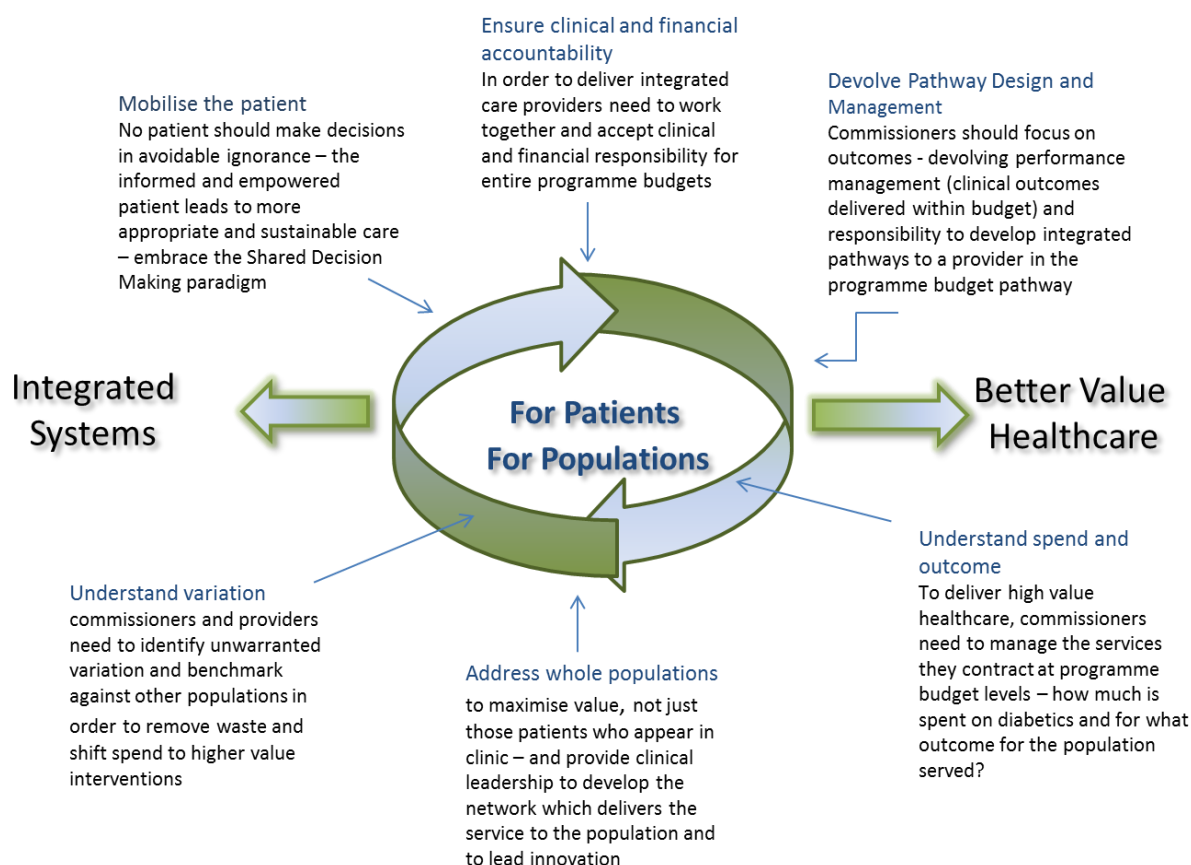 Ensure clinical and financial
accountability
In order to deliver integrated
care providers need to work
together and accept clinical
and financial responsibility for
entire programme budgets
Mobilise the patient
No patient should make decisions
in avoidable ignorance – the
informed and empowered
patient leads to more
appropriate and sustainable care
– embrace the Shared Decision
Making paradigm
Devolve Pathway Design and
Management
Commissioners should focus on
outcomes - devolving performance
management (clinical outcomes
delivered within budget) and
responsibility to develop integrated
pathways to a provider in the
programme budget pathway
Integrated
Systems
For Patients
For Populations
Better Value
Healthcare
Understand variation
commissioners and providers
need to identify unwarranted
variation and benchmark
against other populations in
order to remove waste and
shift spend to higher value
interventions
Address whole populations
to maximise value, not just
those patients who appear in
clinic – and provide clinical
leadership to develop the
network which delivers the
service to the population and
to lead innovation
Understand spend and
outcome
To deliver high value
healthcare, commissioners
need to manage the services
they contract at programme
budget levels – how much is
spent on diabetics and for what
outcome for the population
served?